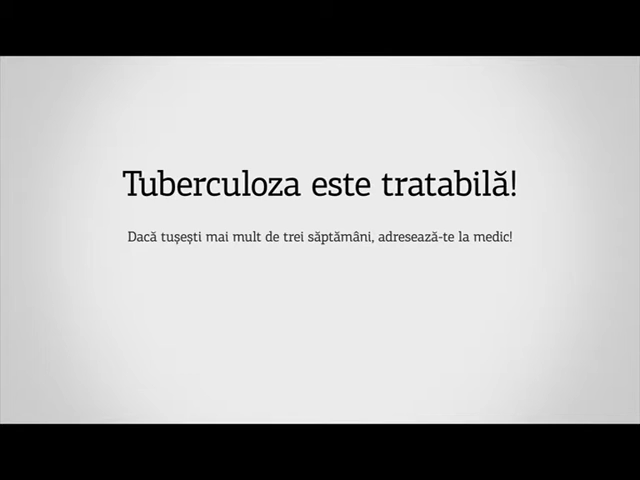 Tuberculoza este tratabilă!
Dacă tușești mai mult de trei săptămâni, adresează-te la medic!